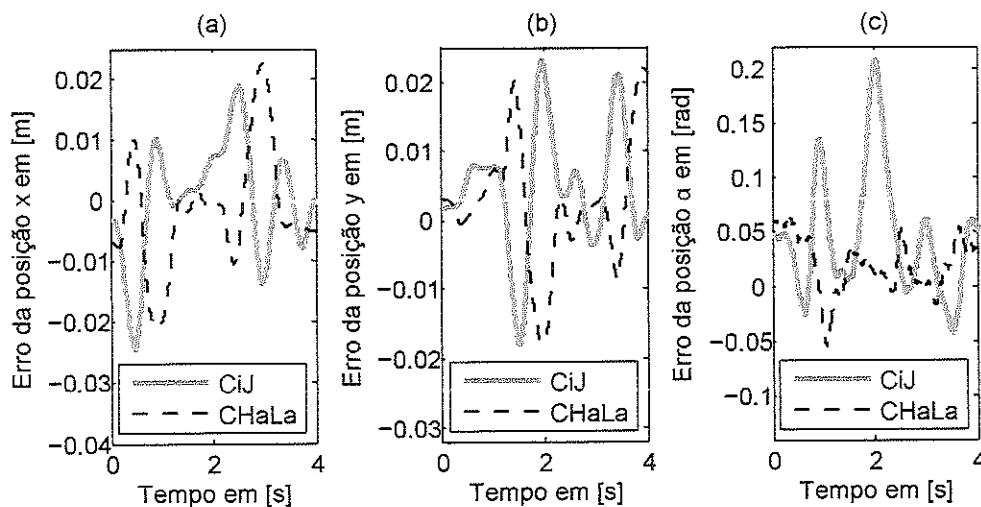 (a)
Erro da posição x em [m]
0.02
0.01
0
−0.01
−0.02
−0.03
−0.04
CiJ
CHaLa
0 2 4
Tempo em [s]
(b)
Erro da posição y em [m]
0.02
0.01
0
−0.01
−0.02
−0.03
CiJ
CHaLa
0 2 4
Tempo em [s]
(c)
Erro da posição α em [rad]
0.2
0.15
0.1
0.05
0
−0.05
−0.1
CiJ
CHaLa
0 2 4
Tempo em [s]